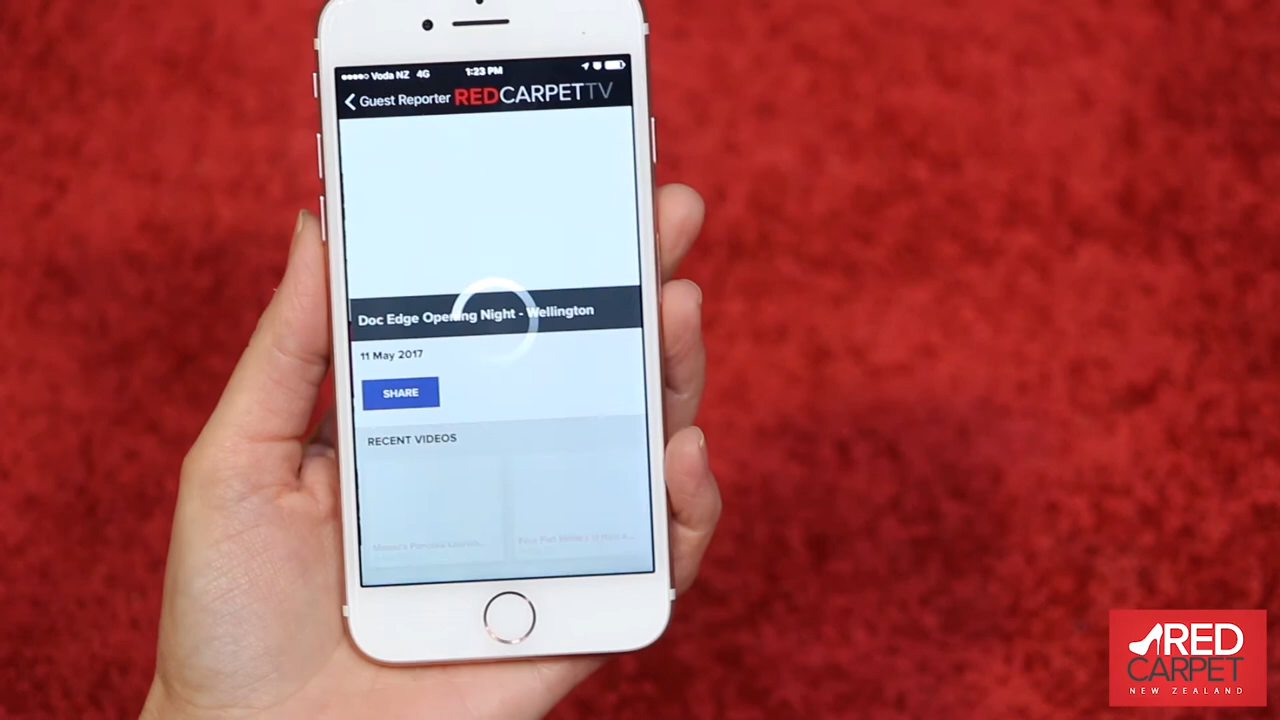 Voda NZ 4G 1:23 PM
Guest Reporter REDCARPETTV
Doc Edge Opening Night - Wellington
11 May 2017
SHARE
RECENT VIDEOS
RED
CARPET
NEW ZEALAND